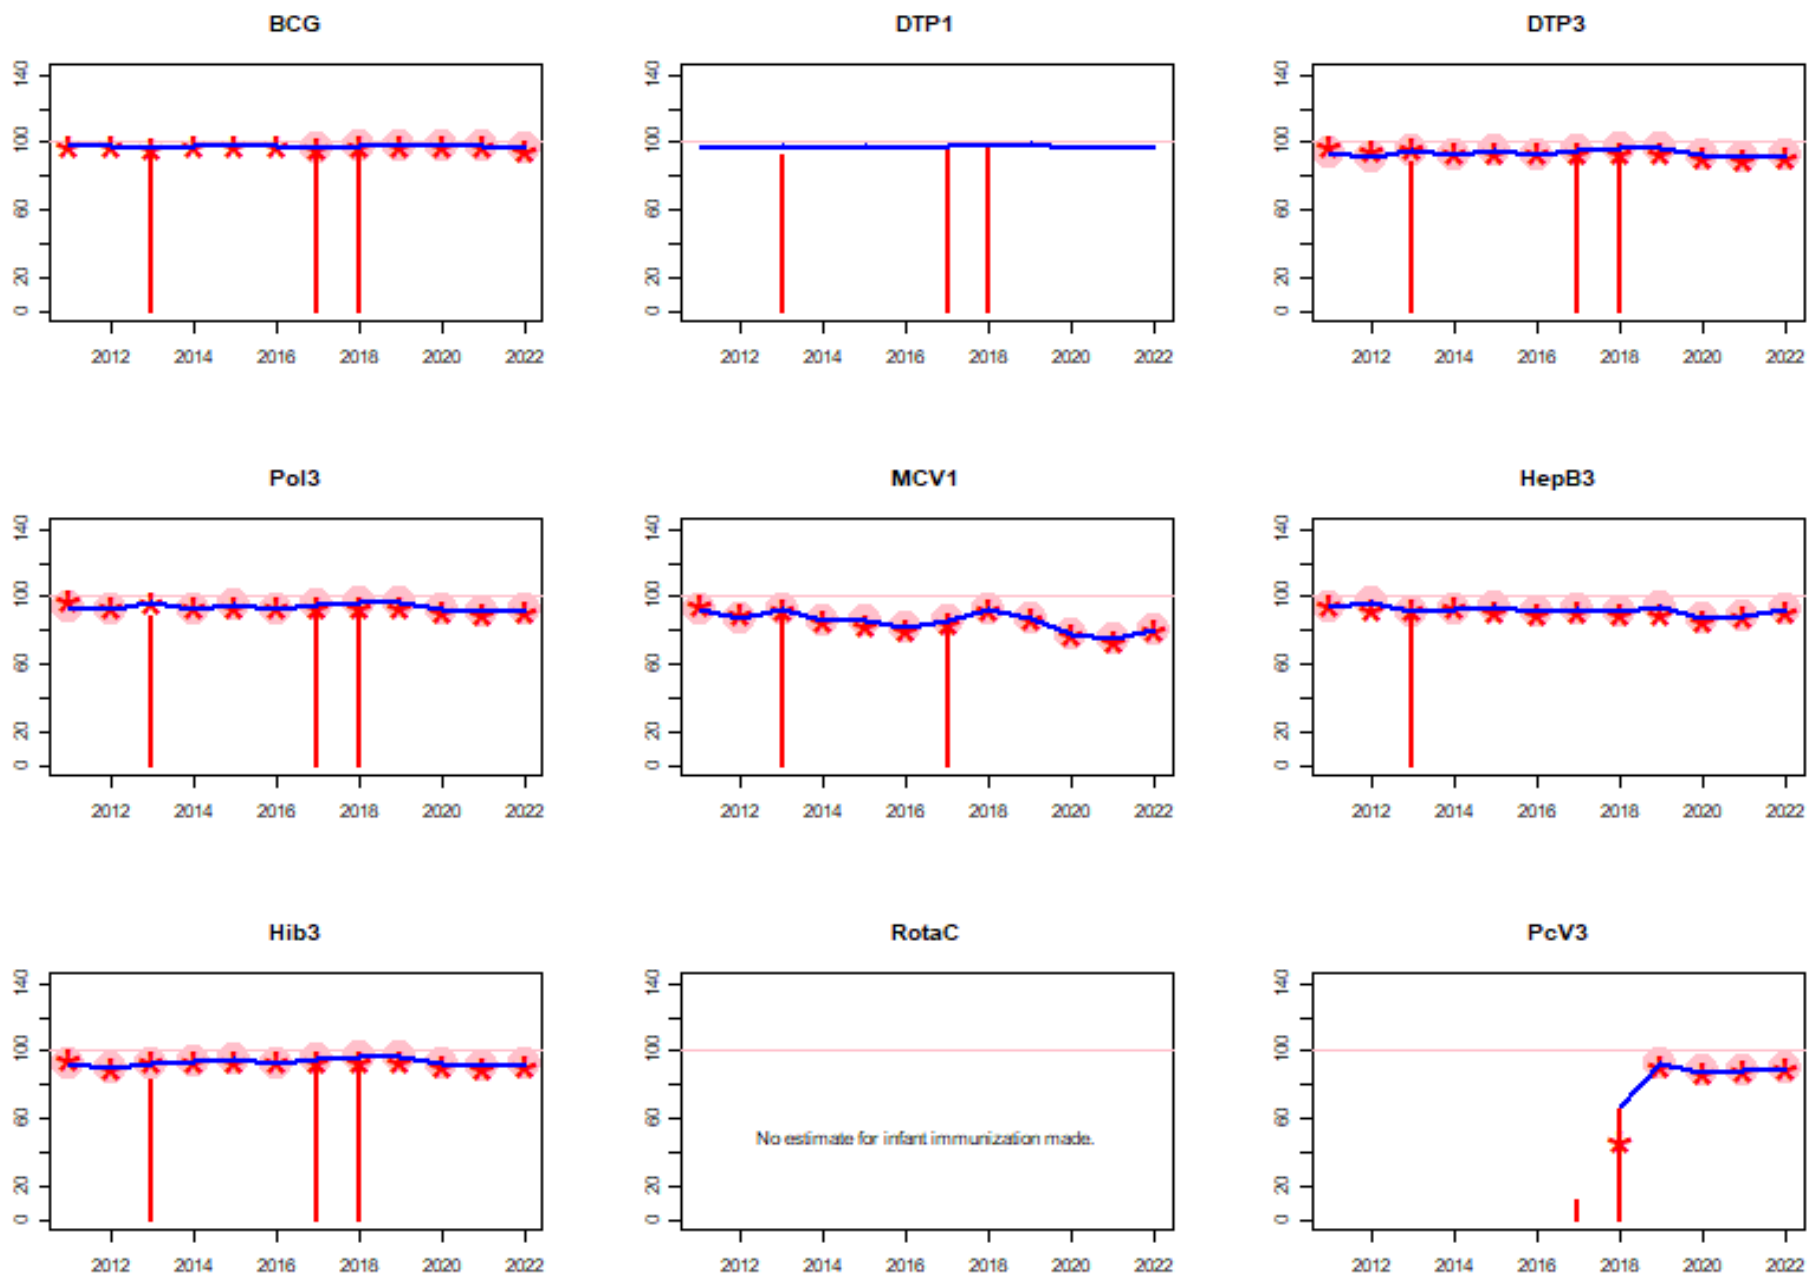 BCG DTP1 DTP3
140 140 140
100 100 100
60 60 60
20 20 20
0 0 0
2012 2014 2016 2018 2020 2022 2012 2014 2016 2018 2020 2022 2012 2014 2016 2018 2020 2022
Pol3 MCV1 HepB3
140 140 140
100 100 100
60 60 60
20 20 20
0 0 0
2012 2014 2016 2018 2020 2022 2012 2014 2016 2018 2020 2022 2012 2014 2016 2018 2020 2022
Hib3 RotaC PcV3
140 140 140
100 100 100
60 60 60
No estimate for infant immunization made.
20 20 20
0 0 0
2012 2014 2016 2018 2020 2022 2012 2014 2016 2018 2020 2022 2012 2014 2016 2018 2020 2022